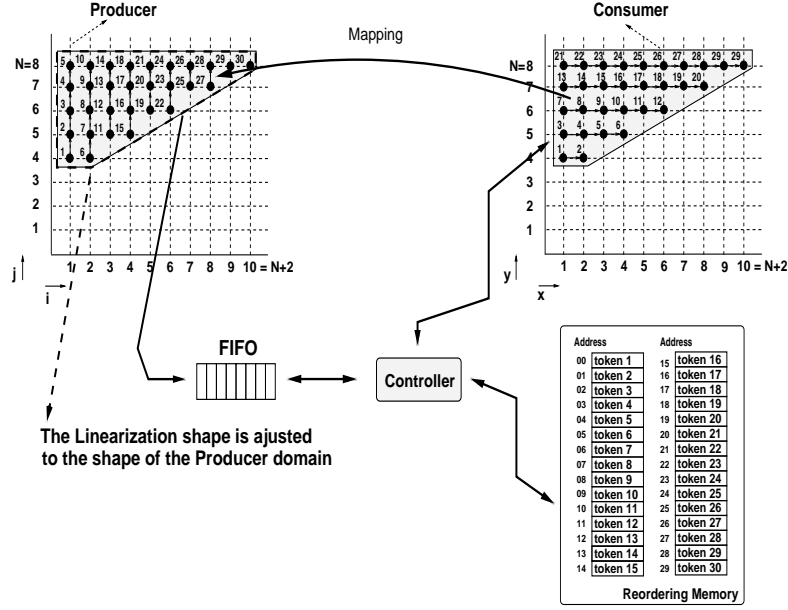 Producer
Consumer
Mapping
5 10 14 18 21 24 26 28 29 30
N=8
4 9 13 17 20 23 25 27
7
3 8 12 16 19 22
6
2 7 11 15
5
1 6
4
3
2
1
1 2 3 4 5 6 7 8 9 10 = N+2
j
i
21 22 23 24 25 26 27 28 29 29
N=8
13 14 15 16 17 18 19 20
7
7 8 9 10 11 12
6
3 4 5 6
5
1 2
4
3
2
1
1 2 3 4 5 6 7 8 9 10 = N+2
y
x
FIFO
Controller
The Linearization shape is ajusted
to the shape of the Producer domain
Address
00 token 1
01 token 2
02 token 3
03 token 4
04 token 5
05 token 6
06 token 7
07 token 8
08 token 9
09 token 10
10 token 11
11 token 12
12 token 13
13 token 14
14 token 15
Address
15 token 16
16 token 17
17 token 18
18 token 19
19 token 20
20 token 21
21 token 22
22 token 23
23 token 24
24 token 25
25 token 26
26 token 27
27 token 28
28 token 29
29 token 30
Reordering Memory